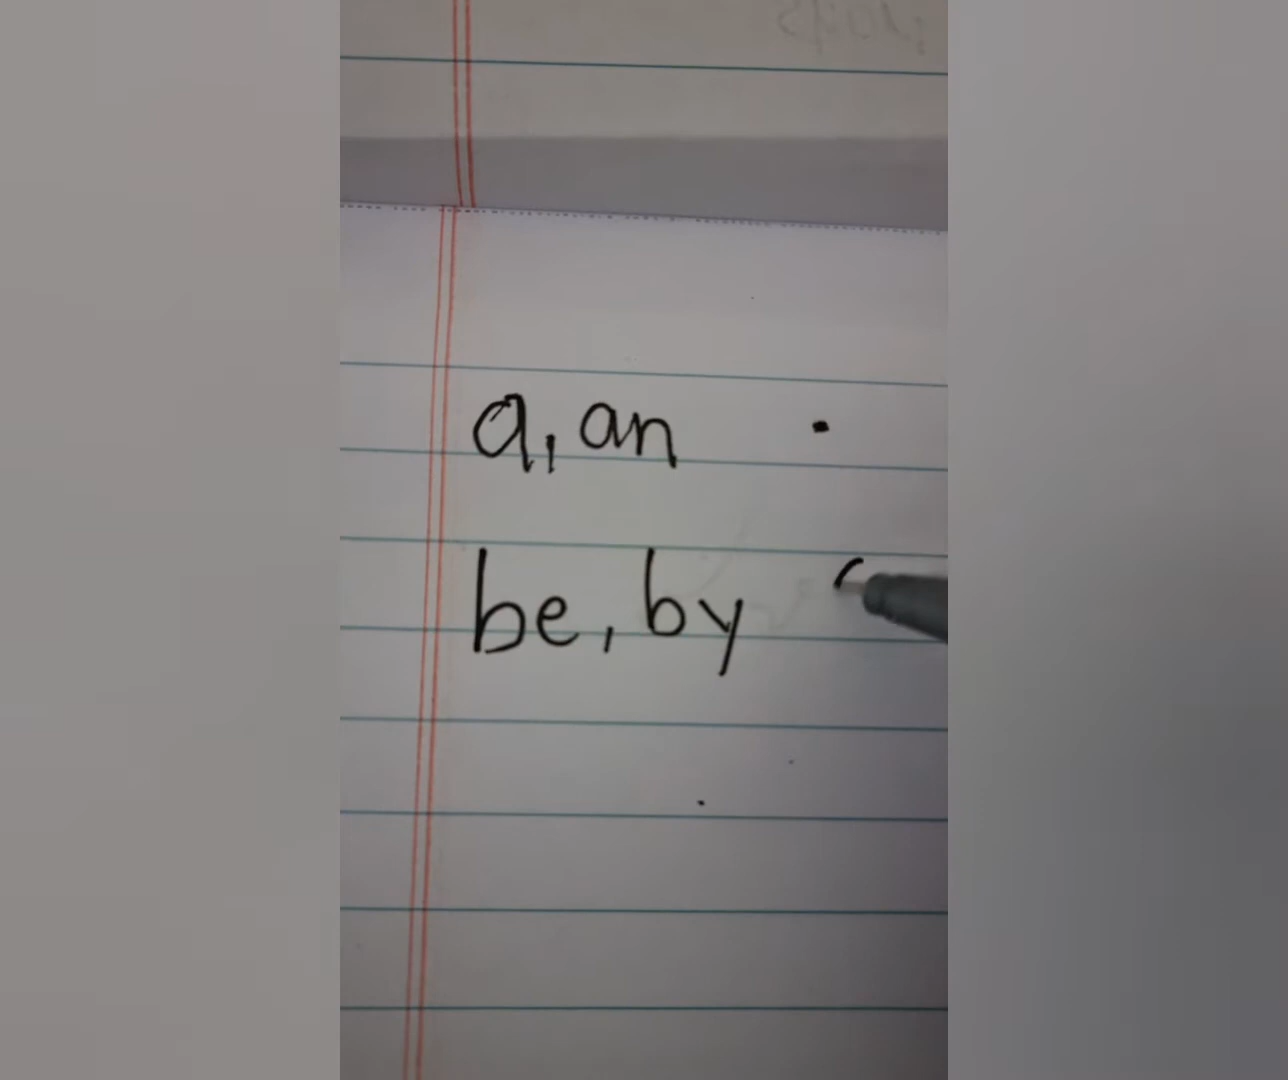 a, an .
be, by